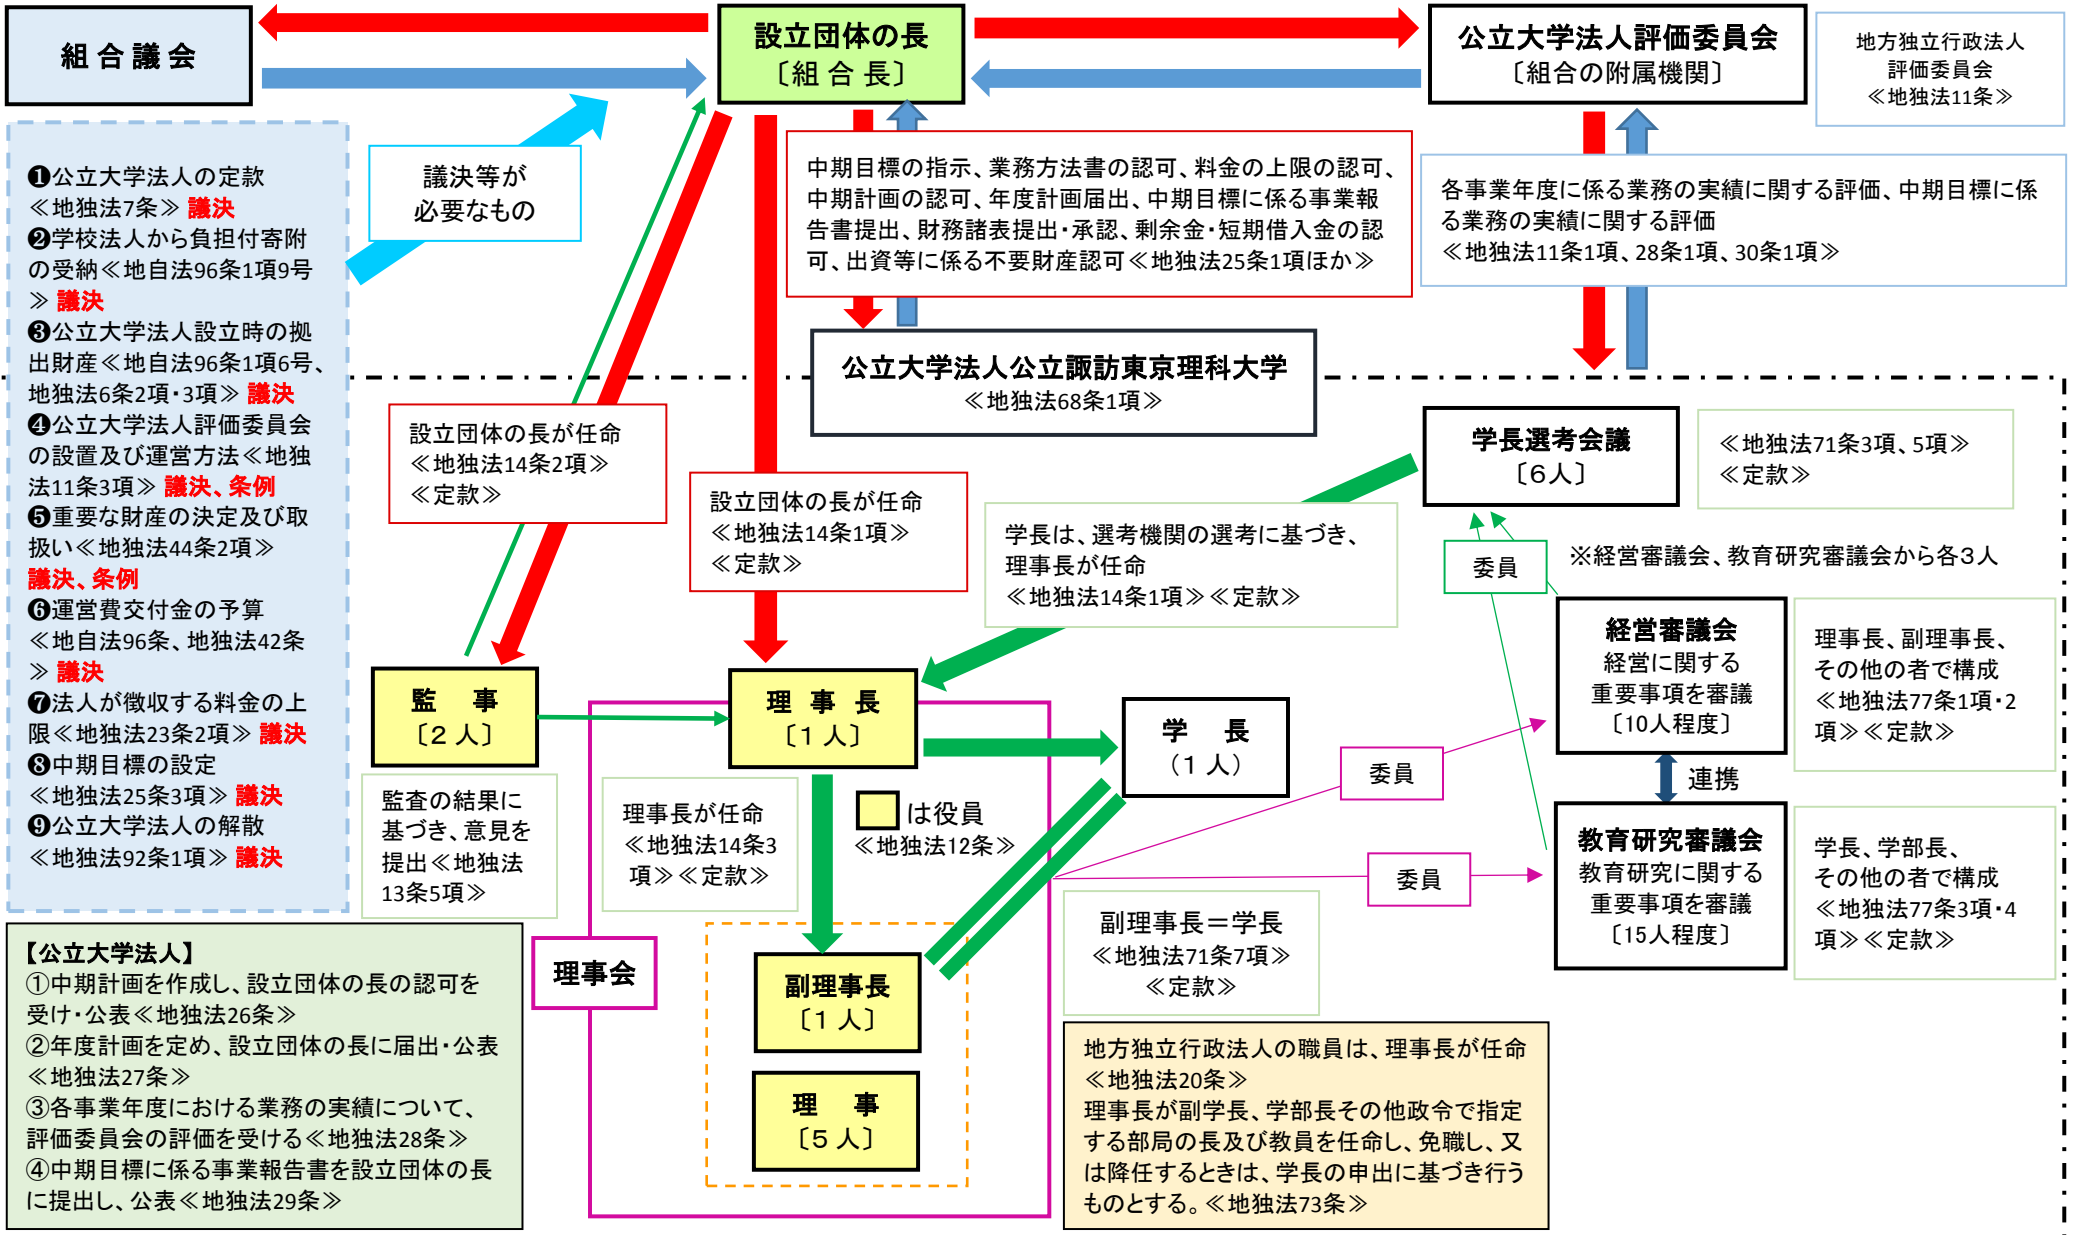 組合議会
設立団体の長
〔組合長〕
公立大学法人評価委員会
〔組合の附属機関〕
地方独立行政法人
評価委員会
≪地独法11条≫
❶公立大学法人の定款
≪地独法7条≫ 議決
❷学校法人から負担付寄附
の受納≪地自法96条1項9号
≫ 議決
❸公立大学法人設立時の拠
出財産≪地自法96条1項6号、
地独法6条2項・3項≫ 議決
❹公立大学法人評価委員会
の設置及び運営方法≪地独
法11条3項≫ 議決、条例
❺重要な財産の決定及び取
扱い≪地独法44条2項≫
議決、条例
❻運営費交付金の予算
≪地自法96条、地独法42条
≫ 議決
❼法人が徴収する料金の上
限≪地独法23条2項≫ 議決
❽中期目標の設定
≪地独法25条3項≫ 議決
❾公立大学法人の解散
≪地独法92条1項≫ 議決
議決等が
必要なもの
中期目標の指示、業務方法書の認可、料金の上限の認可、
中期計画の認可、年度計画届出、中期目標に係る事業報
告書提出、財務諸表提出・承認、剰余金・短期借入金の認
可、出資等に係る不要財産認可≪地独法25条1項ほか≫
各事業年度に係る業務の実績に関する評価、中期目標に係
る業務の実績に関する評価
≪地独法11条1項、28条1項、30条1項≫
公立大学法人公立諏訪東京理科大学
≪地独法68条1項≫
設立団体の長が任命
≪地独法14条2項≫
≪定款≫
設立団体の長が任命
≪地独法14条1項≫
≪定款≫
学長は、選考機関の選考に基づき、
理事長が任命
≪地独法14条1項≫≪定款≫
学長選考会議
〔6人〕
≪地独法71条3項、5項≫
≪定款≫
委員
※経営審議会、教育研究審議会から各3人
経営審議会
経営に関する
重要事項を審議
〔10人程度〕
理事長、副理事長、
その他の者で構成
≪地独法77条1項・2
項≫≪定款≫
連携
教育研究審議会
教育研究に関する
重要事項を審議
〔15人程度〕
学長、学部長、
その他の者で構成
≪地独法77条3項・4
項≫≪定款≫
監事
〔2人〕
理事長
〔1人〕
学長
（1人）
委員
委員
監査の結果に
基づき、意見を
提出≪地独法
13条5項≫
理事長が任命
≪地独法14条3
項≫≪定款≫
は役員
≪地独法12条≫
副理事長＝学長
≪地独法71条7項≫
≪定款≫
理事会
副理事長
〔1人〕
理事
〔5人〕
【公立大学法人】
①中期計画を作成し、設立団体の長の認可を
受け・公表≪地独法26条≫
②年度計画を定め、設立団体の長に届出・公表
≪地独法27条≫
③各事業年度における業務の実績について、
評価委員会の評価を受ける≪地独法28条≫
④中期目標に係る事業報告書を設立団体の長
に提出し、公表≪地独法29条≫
地方独立行政法人の職員は、理事長が任命
≪地独法20条≫
理事長が副学長、学部長その他政令で指定
する部局の長及び教員を任命し、免職し、又
は降任するときは、学長の申出に基づき行う
ものとする。≪地独法73条≫